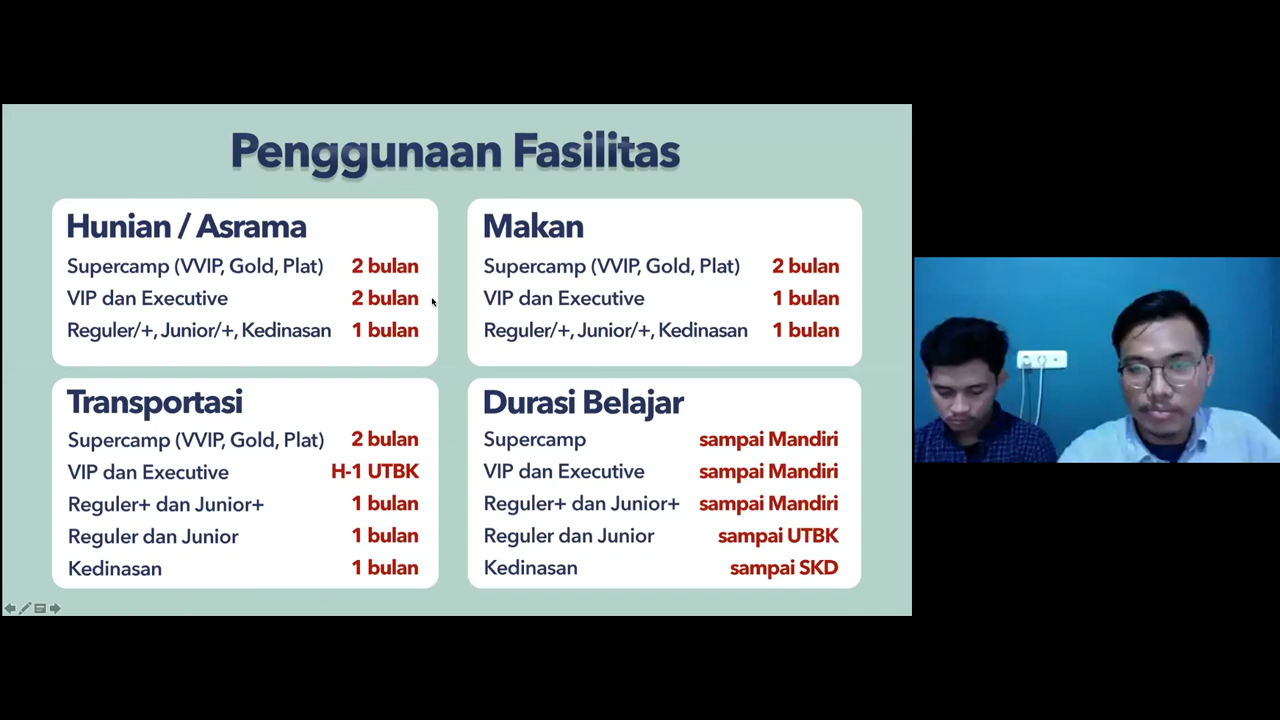 Penggunaan Fasilitas
Hunian / Asrama
Supercamp (VVIP, Gold, Plat) 2 bulan
VIP dan Executive 2 bulan
Reguler/+, Junior/+, Kedinasan 1 bulan
Makan
Supercamp (VVIP, Gold, Plat) 2 bulan
VIP dan Executive 1 bulan
Reguler/+, Junior/+, Kedinasan 1 bulan
Transportasi
Supercamp (VVIP, Gold, Plat) 2 bulan
VIP dan Executive H-1 UTBK
Reguler+ dan Junior+ 1 bulan
Reguler dan Junior 1 bulan
Kedinasan 1 bulan
Durasi Belajar
Supercamp sampai Mandiri
VIP dan Executive sampai Mandiri
Reguler+ dan Junior+ sampai Mandiri
Reguler dan Junior sampai UTBK
Kedinasan sampai SKD